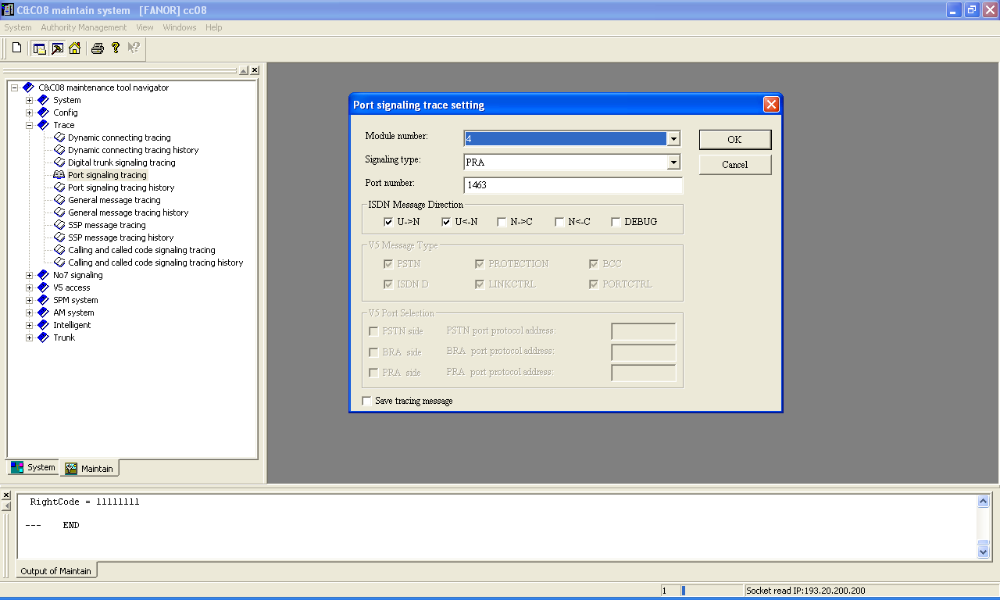 C&C08 maintain system [FANOR] cc08
System Authority Management View Windows Help
C&C08 maintenance tool navigator
System
Config
Trace
Dynamic connecting tracing
Dynamic connecting tracing history
Digital trunk signaling tracing
Port signaling tracing
Port signaling tracing history
General message tracing
General message tracing history
SSP message tracing
SSP message tracing history
Calling and called code signaling tracing
Calling and called code signaling tracing history
No7 signaling
V5 access
SPM system
AM system
Intelligent
Trunk
System Maintain
Port signaling trace setting
Module number: 4 OK
Signaling type: PRA Cancel
Port number: 1463
ISDN Message Direction
U->N U<-N N->C N<-C DEBUG
V5 Message Type
PSTN PROTECTION BCC
ISDN D LINKCTRL PORTCTRL
V5 Port Selection
PSTN side PSTN port protocol address:
BRA side BRA port protocol address:
PRA side PRA port protocol address:
Save tracing message
RightCode = 11111111
--- END
Output of Maintain
1 Socket read IP:193.20.200.200